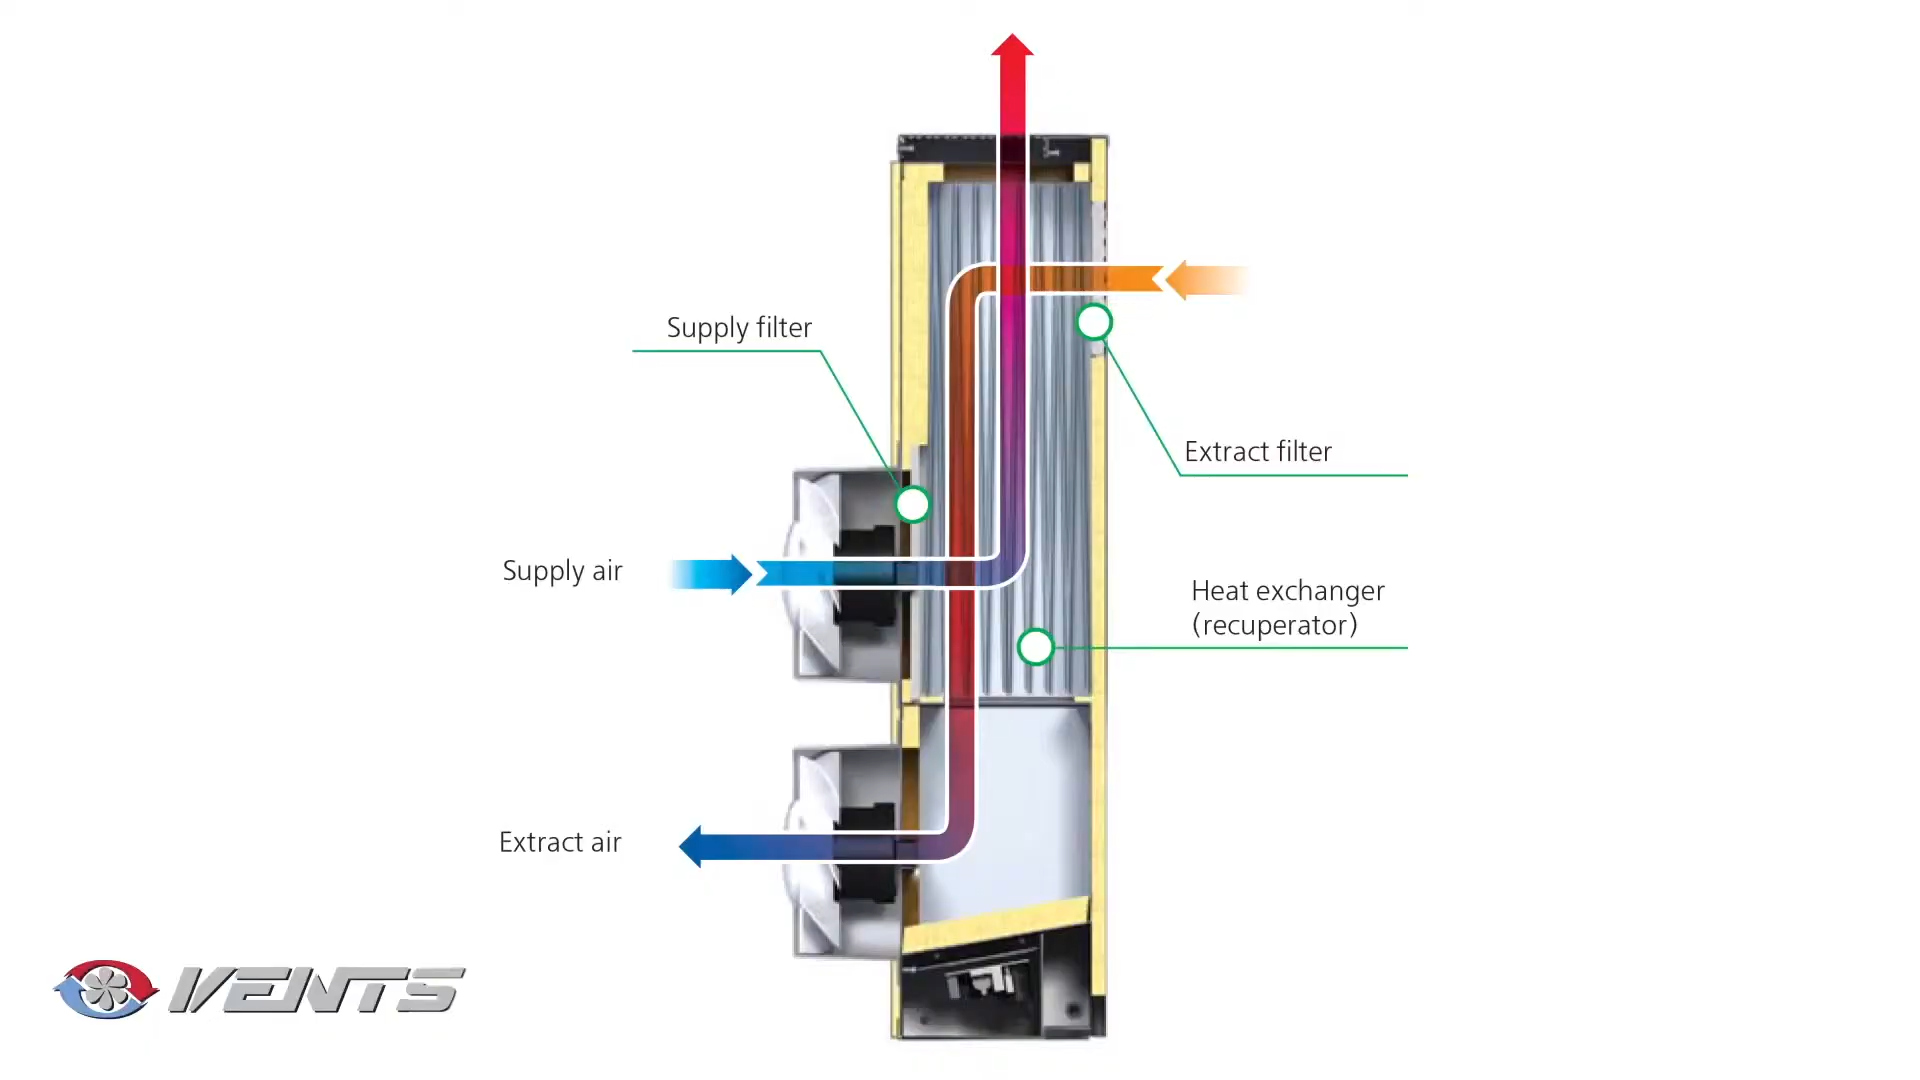 Supply filter
Extract filter
Supply air
Heat exchanger
(recuperator)
Extract air
VENTS